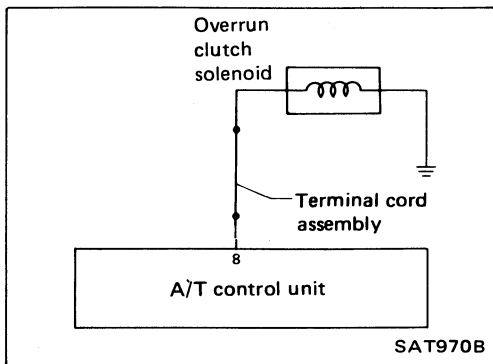 Overrun
clutch
solenoid
Terminal cord
assembly
8
A/T control unit
SAT970B